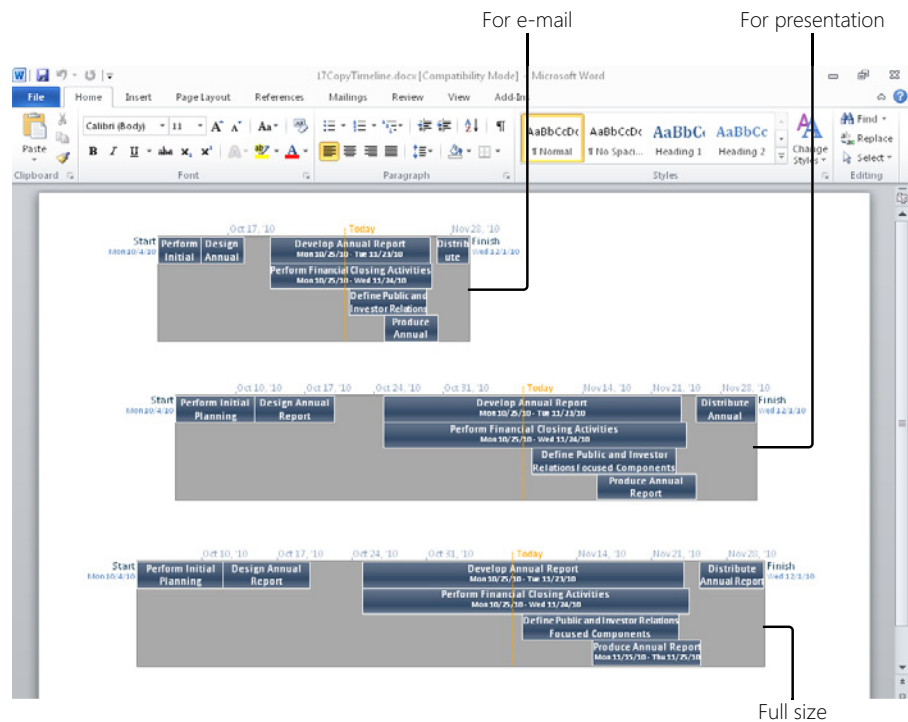 For e-mail
For presentation
17CopyTimeline.docx [Compatibility Mode] - Microsoft Word
File Home Insert Page Layout References Mailings Review View Add-Ins
Paste
Calibri (Body) 11 A A Aa
B I U abc x₂ x² A ab A
AaBbCcDc AaBbCcDc AaBbC AaBbCc
¶ Normal ¶ No Spaci... Heading 1 Heading 2
Change Styles
Find
Replace
Select
Clipboard Font Paragraph Styles Editing
Oct 17, '10 Today Nov 28, '10
Start
Mon 10/4/10
Perform Initial
Design Annual
Develop Annual Report
Mon 10/25/10 - Tue 11/23/10
Distribute
Finish
Wed 12/1/10
Perform Financial Closing Activities
Mon 10/25/10 - Wed 11/24/10
Define Public and
Investor Relations
Produce
Annual
Oct 10, '10 Oct 17, '10 Oct 24, '10 Oct 31, '10 Today Nov 14, '10 Nov 21, '10 Nov 28, '10
Start
Mon 10/4/10
Perform Initial
Planning
Design Annual
Report
Develop Annual Report
Mon 10/25/10 - Tue 11/23/10
Distribute
Annual
Finish
Wed 12/1/10
Perform Financial Closing Activities
Mon 10/25/10 - Wed 11/24/10
Define Public and Investor
Relations Focused Components
Produce Annual
Report
Oct 10, '10 Oct 17, '10 Oct 24, '10 Oct 31, '10 Today Nov 14, '10 Nov 21, '10 Nov 28, '10
Start
Mon 10/4/10
Perform Initial
Planning
Design Annual
Report
Develop Annual Report
Mon 10/25/10 - Tue 11/23/10
Distribute
Annual Report
Finish
Wed 12/1/10
Perform Financial Closing Activities
Mon 10/25/10 - Wed 11/24/10
Define Public and Investor Relations
Focused Components
Produce Annual Report
Mon 11/15/10 - Thu 11/25/10
Full size